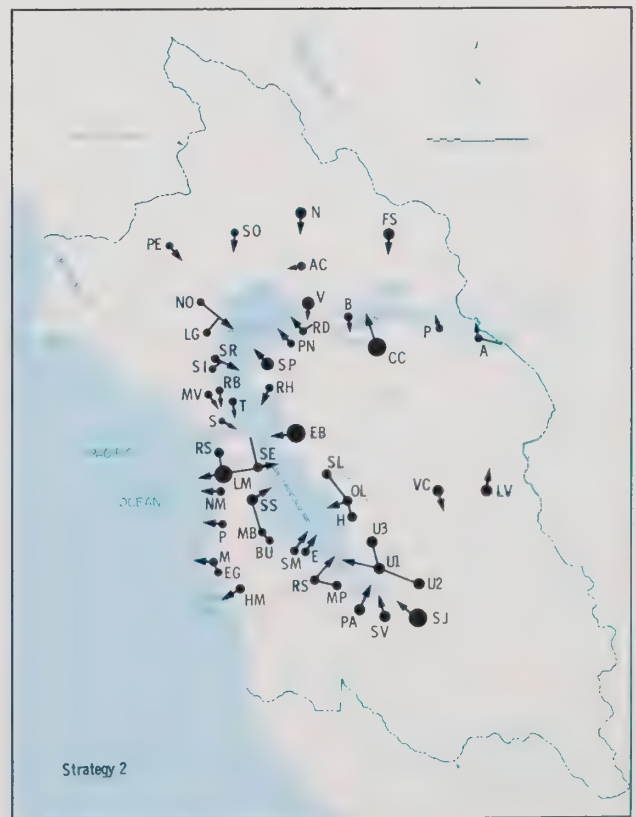 N
FS
SO
PE
AC
NO
V
B
RD
P
LG
PN
A
CC
SR
SP
SI
RB
RH
MV
T
S
EB
PACIFIC
RS
SE
SL
LM
VC
LV
OCEAN
NM
SS
OL
H
P
U3
MB
BU
M
SM
E
U1
EG
RS
U2
HM
MP
PA
SV
SJ
Strategy 2